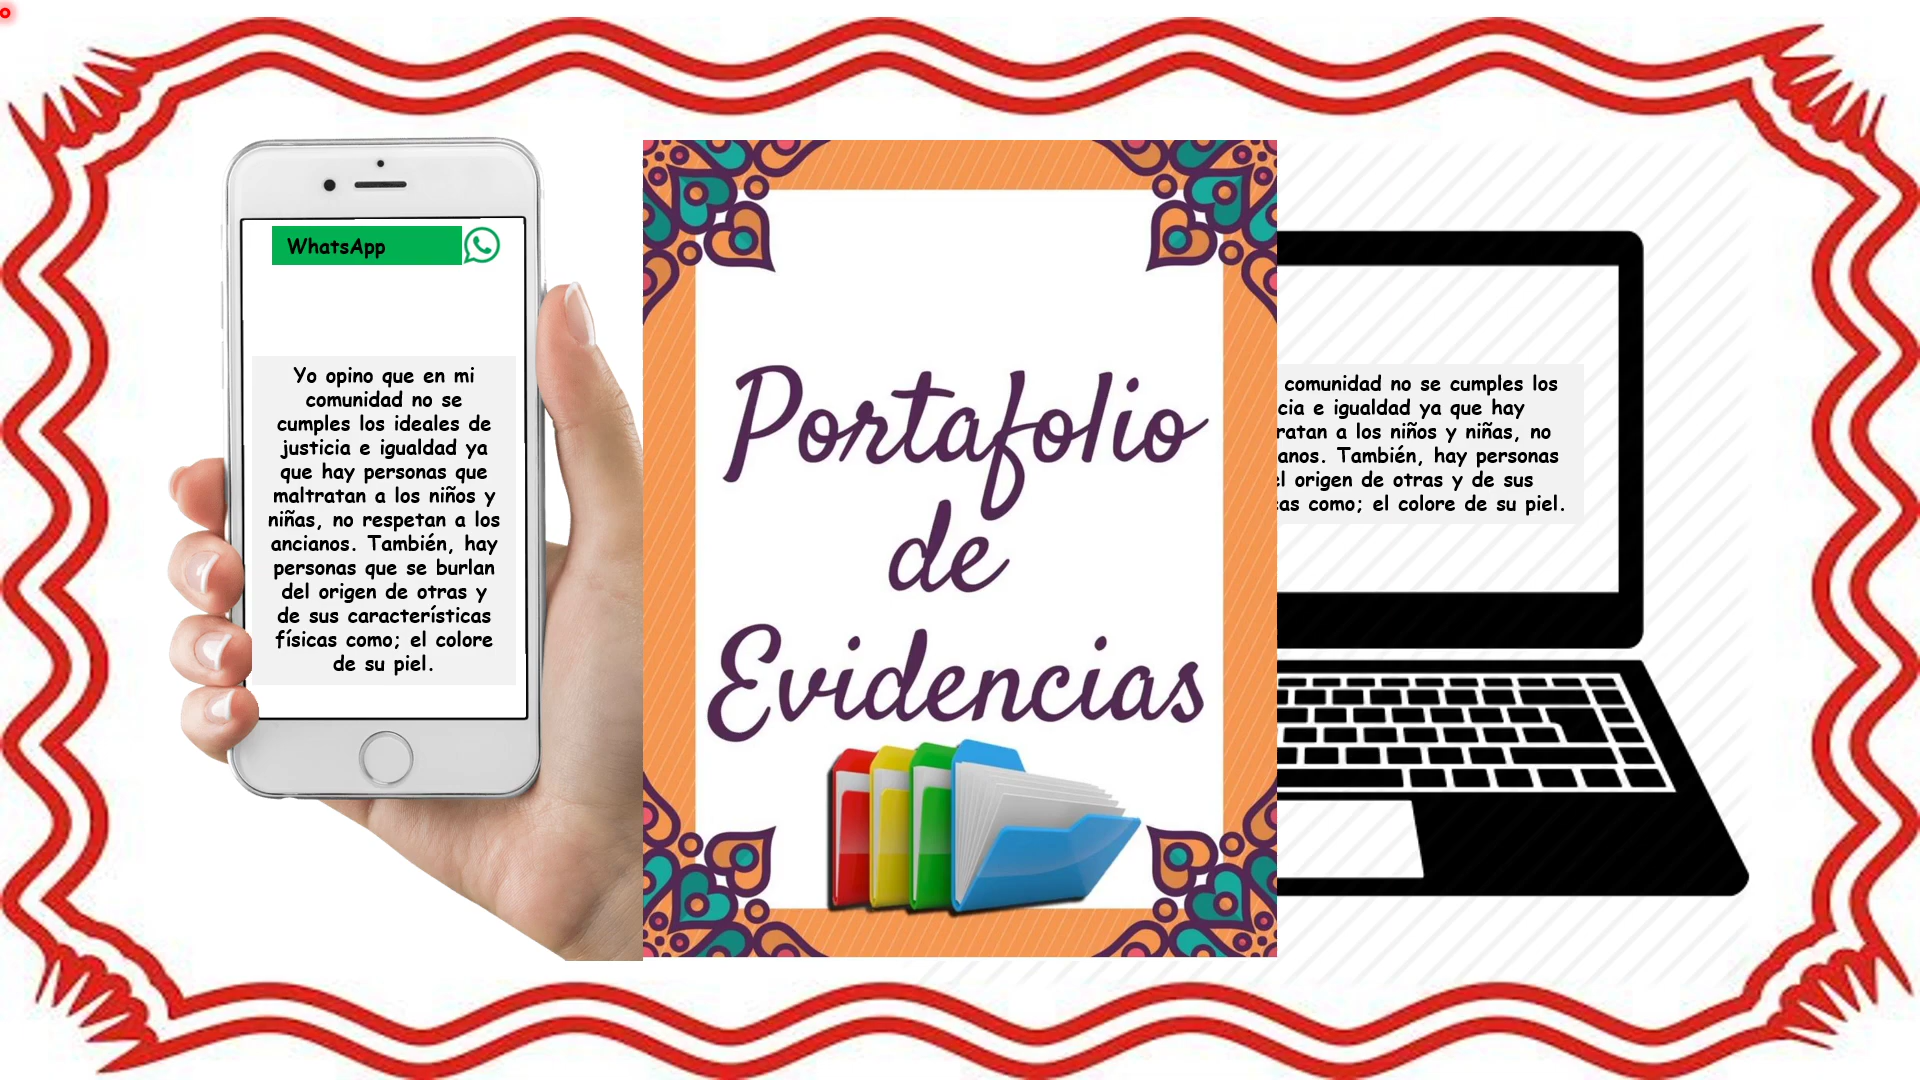 WhatsApp
Yo opino que en mi
comunidad no se
cumples los ideales de
justicia e igualdad ya
que hay personas que
maltratan a los niños y
niñas, no respetan a los
ancianos. También, hay
personas que se burlan
del origen de otras y
de sus características
físicas como; el colore
de su piel.
Portafolio
de
Evidencias
comunidad no se cumples los
cia e igualdad ya que hay
ratan a los niños y niñas, no
anos. También, hay personas
el origen de otras y de sus
cas como; el colore de su piel.